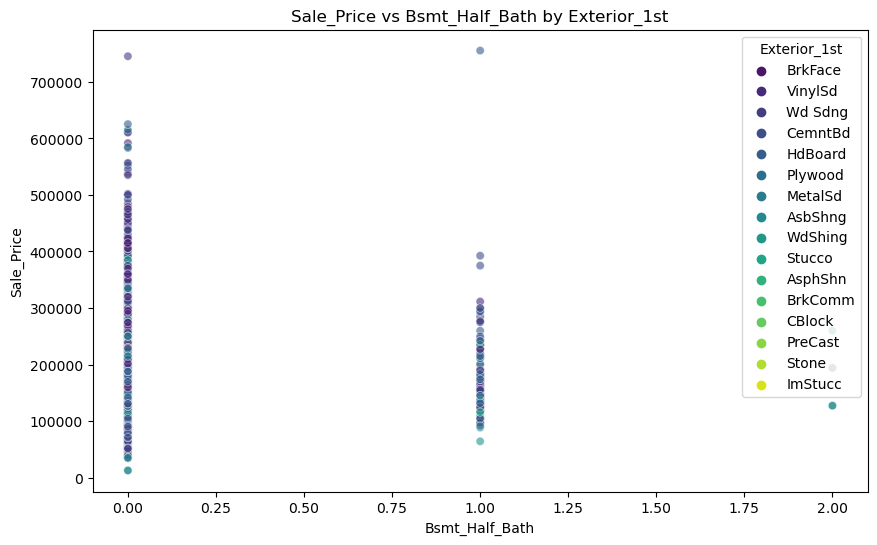 Sale_Price vs Bsmt_Half_Bath by Exterior_1st
Exterior_1st
BrkFace
VinylSd
Wd Sdng
CemntBd
HdBoard
Plywood
MetalSd
AsbShng
WdShing
Stucco
AsphShn
BrkComm
CBlock
PreCast
Stone
ImStucc
Sale_Price
700000
600000
500000
400000
300000
200000
100000
0
0.00 0.25 0.50 0.75 1.00 1.25 1.50 1.75 2.00
Bsmt_Half_Bath